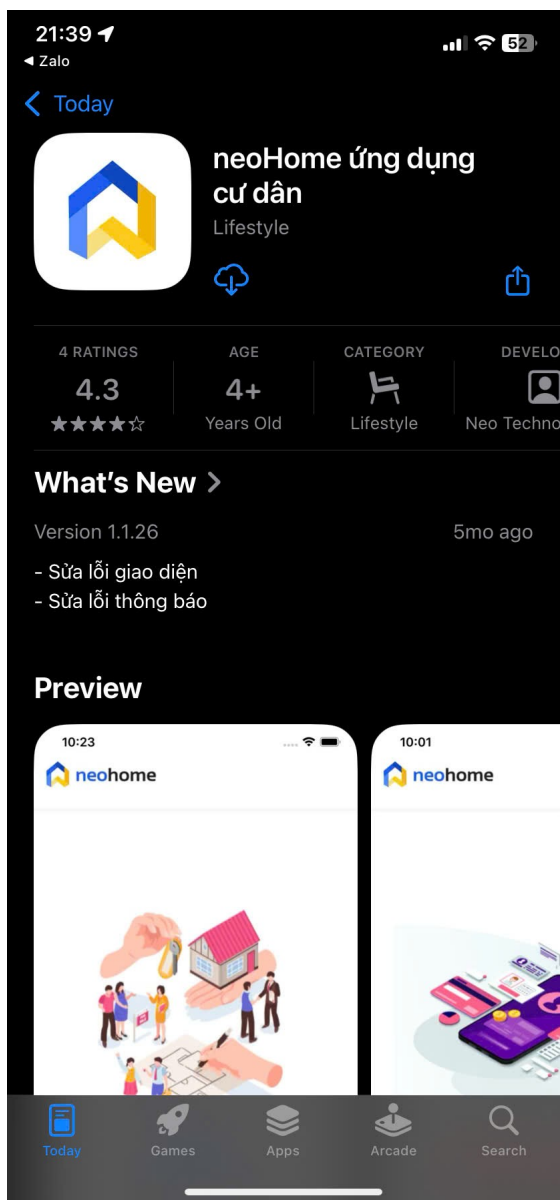 21:39
52
◀ Zalo
Today
neoHome ứng dụng
cư dân
Lifestyle
4 RATINGS
4.3
AGE
4+
Years Old
CATEGORY
Lifestyle
DEVELO
Neo Techno
What's New
Version 1.1.26
5mo ago
- Sửa lỗi giao diện
- Sửa lỗi thông báo
Preview
10:23
neohome
10:01
neohome
Today
Games
Apps
Arcade
Search